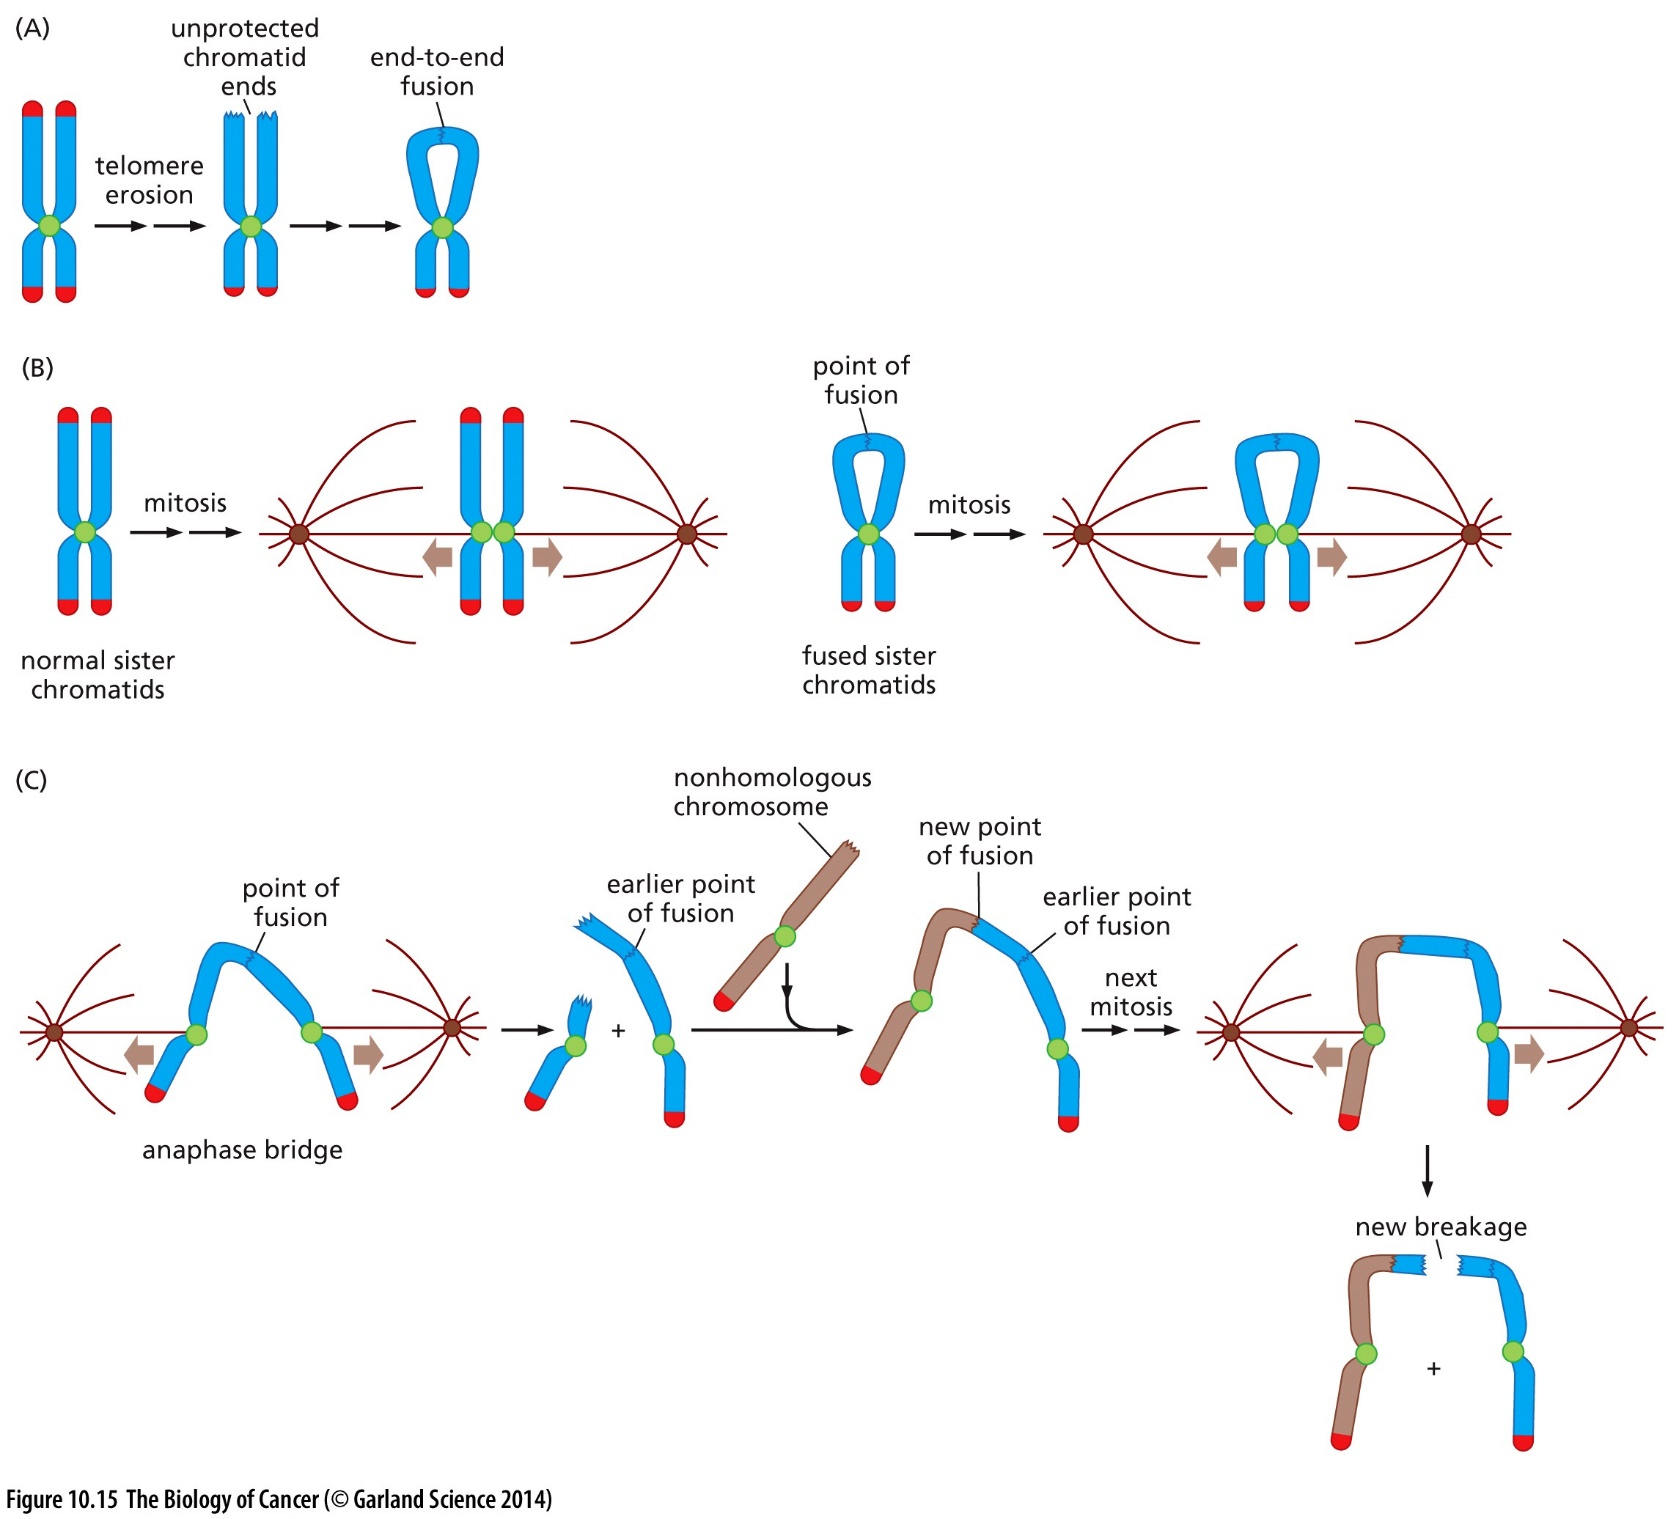 (A)
unprotected
chromatid
ends
end-to-end
fusion
telomere
erosion
(B)
point of
fusion
mitosis
mitosis
normal sister
chromatids
fused sister
chromatids
(C)
nonhomologous
chromosome
new point
of fusion
point of
fusion
earlier point
of fusion
earlier point
of fusion
next
mitosis
+
anaphase bridge
new breakage
+
Figure 10.15 The Biology of Cancer (© Garland Science 2014)